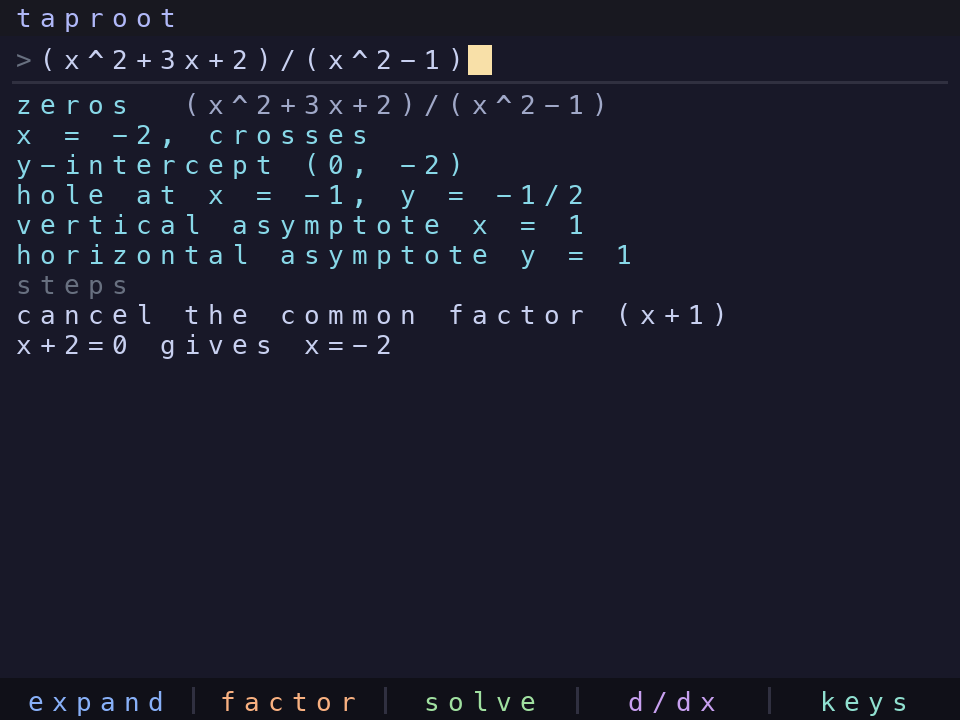 taproot
>(x^2+3x+2)/(x^2−1)
zeros (x^2+3x+2)/(x^2−1)
x = −2, crosses
y−intercept (0, −2)
hole at x = −1, y = −1/2
vertical asymptote x = 1
horizontal asymptote y = 1
steps
cancel the common factor (x+1)
x+2=0 gives x=−2
expand | factor | solve | d/dx | keys